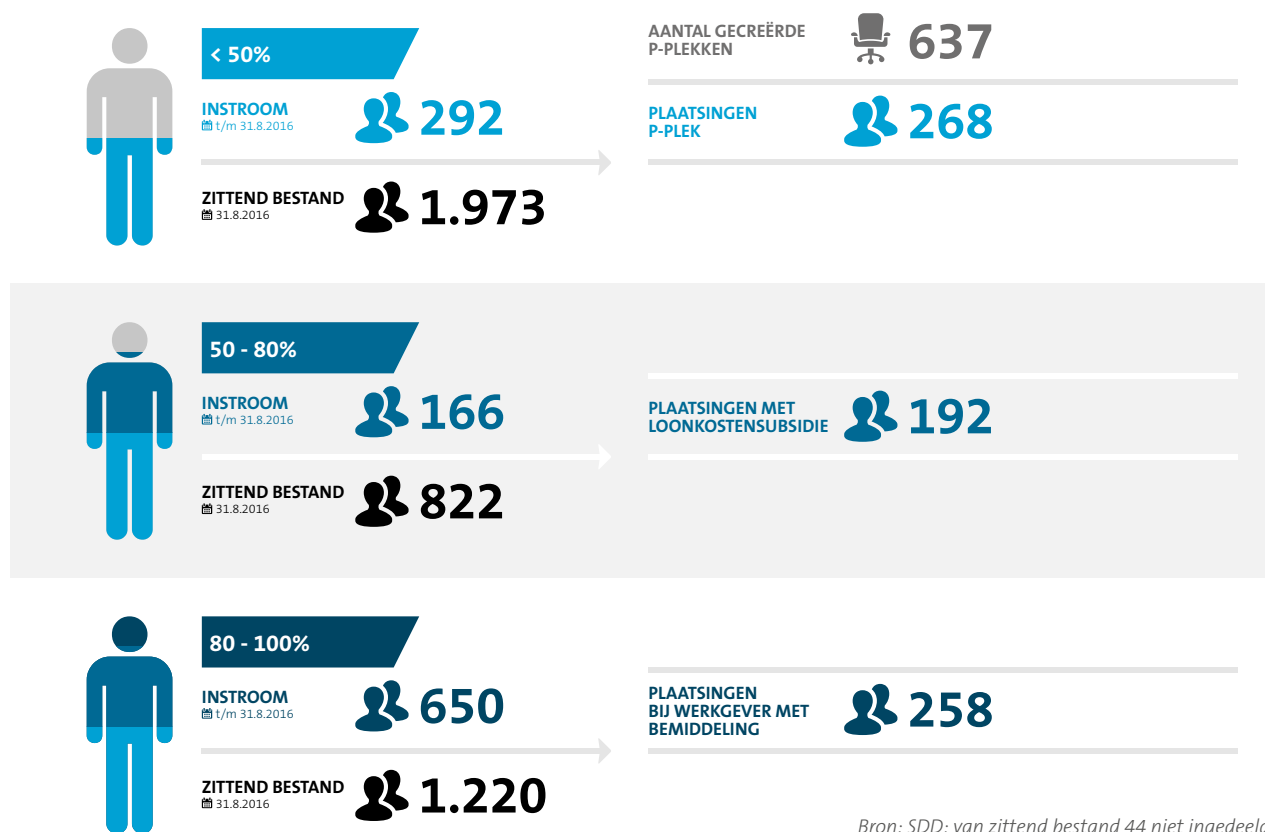 < 50%
INSTROOM
t/m 31.8.2016
292
ZITTEND BESTAND
31.8.2016
1.973
AANTAL GECREËRDE
P-PLEKKEN
637
PLAATSINGEN
P-PLEK
268
50 - 80%
INSTROOM
t/m 31.8.2016
166
ZITTEND BESTAND
31.8.2016
822
PLAATSINGEN MET
LOONKOSTENSUBSIDIE
192
80 - 100%
INSTROOM
t/m 31.8.2016
650
ZITTEND BESTAND
31.8.2016
1.220
PLAATSINGEN
BIJ WERKGEVER MET
BEMIDDELING
258
Bron: SDD; van zittend bestand 44 niet ingedeeld